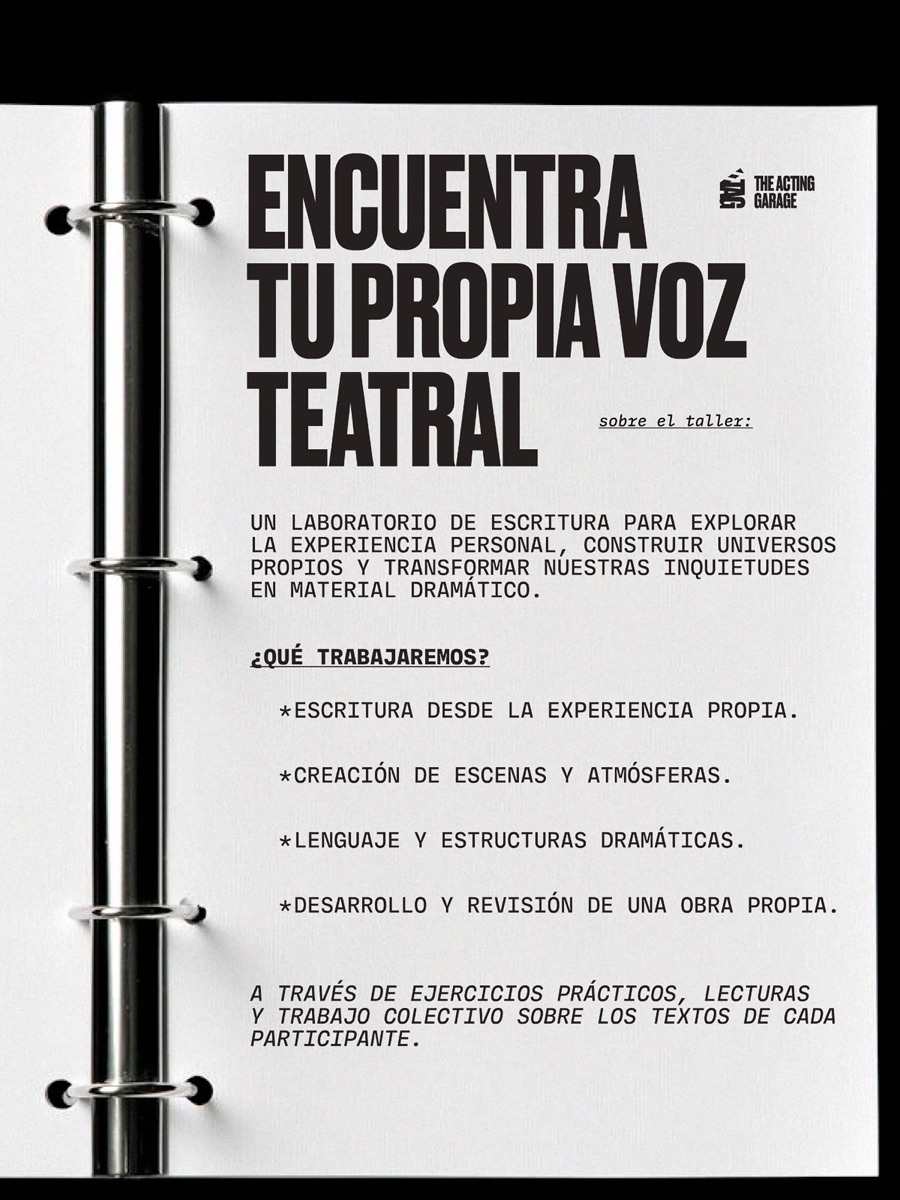 ENCUENTRA
TU PROPIA VOZ
TEATRAL
THE ACTING
GARAGE
sobre el taller:
UN LABORATORIO DE ESCRITURA PARA EXPLORAR
LA EXPERIENCIA PERSONAL, CONSTRUIR UNIVERSOS
PROPIOS Y TRANSFORMAR NUESTRAS INQUIETUDES
EN MATERIAL DRAMÁTICO.
¿QUÉ TRABAJAREMOS?
*ESCRITURA DESDE LA EXPERIENCIA PROPIA.
*CREACIÓN DE ESCENAS Y ATMÓSFERAS.
*LENGUAJE Y ESTRUCTURAS DRAMÁTICAS.
*DESARROLLO Y REVISIÓN DE UNA OBRA PROPIA.
A TRAVÉS DE EJERCICIOS PRÁCTICOS, LECTURAS
Y TRABAJO COLECTIVO SOBRE LOS TEXTOS DE CADA
PARTICIPANTE.